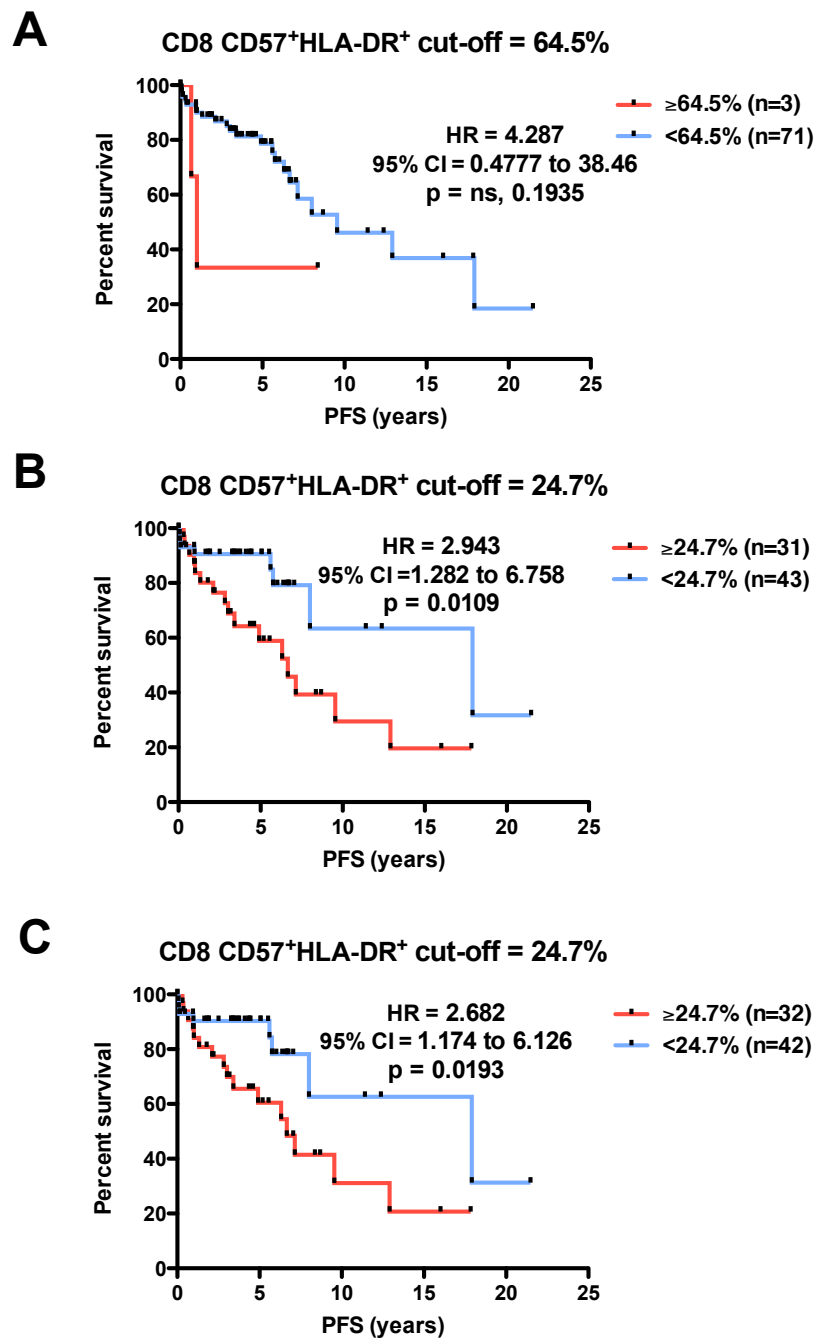 A
CD8 CD57⁺HLA-DR⁺ cut-off = 64.5%
100
80
60
40
20
0
Percent survival
0 5 10 15 20 25
PFS (years)
HR = 4.287
95% CI = 0.4777 to 38.46
p = ns, 0.1935
≥64.5% (n=3)
<64.5% (n=71)
B
CD8 CD57⁺HLA-DR⁺ cut-off = 24.7%
100
80
60
40
20
0
Percent survival
0 5 10 15 20 25
PFS (years)
HR = 2.943
95% CI =1.282 to 6.758
p = 0.0109
≥24.7% (n=31)
<24.7% (n=43)
C
CD8 CD57⁺HLA-DR⁺ cut-off = 24.7%
100
80
60
40
20
0
Percent survival
0 5 10 15 20 25
PFS (years)
HR = 2.682
95% CI = 1.174 to 6.126
p = 0.0193
≥24.7% (n=32)
<24.7% (n=42)